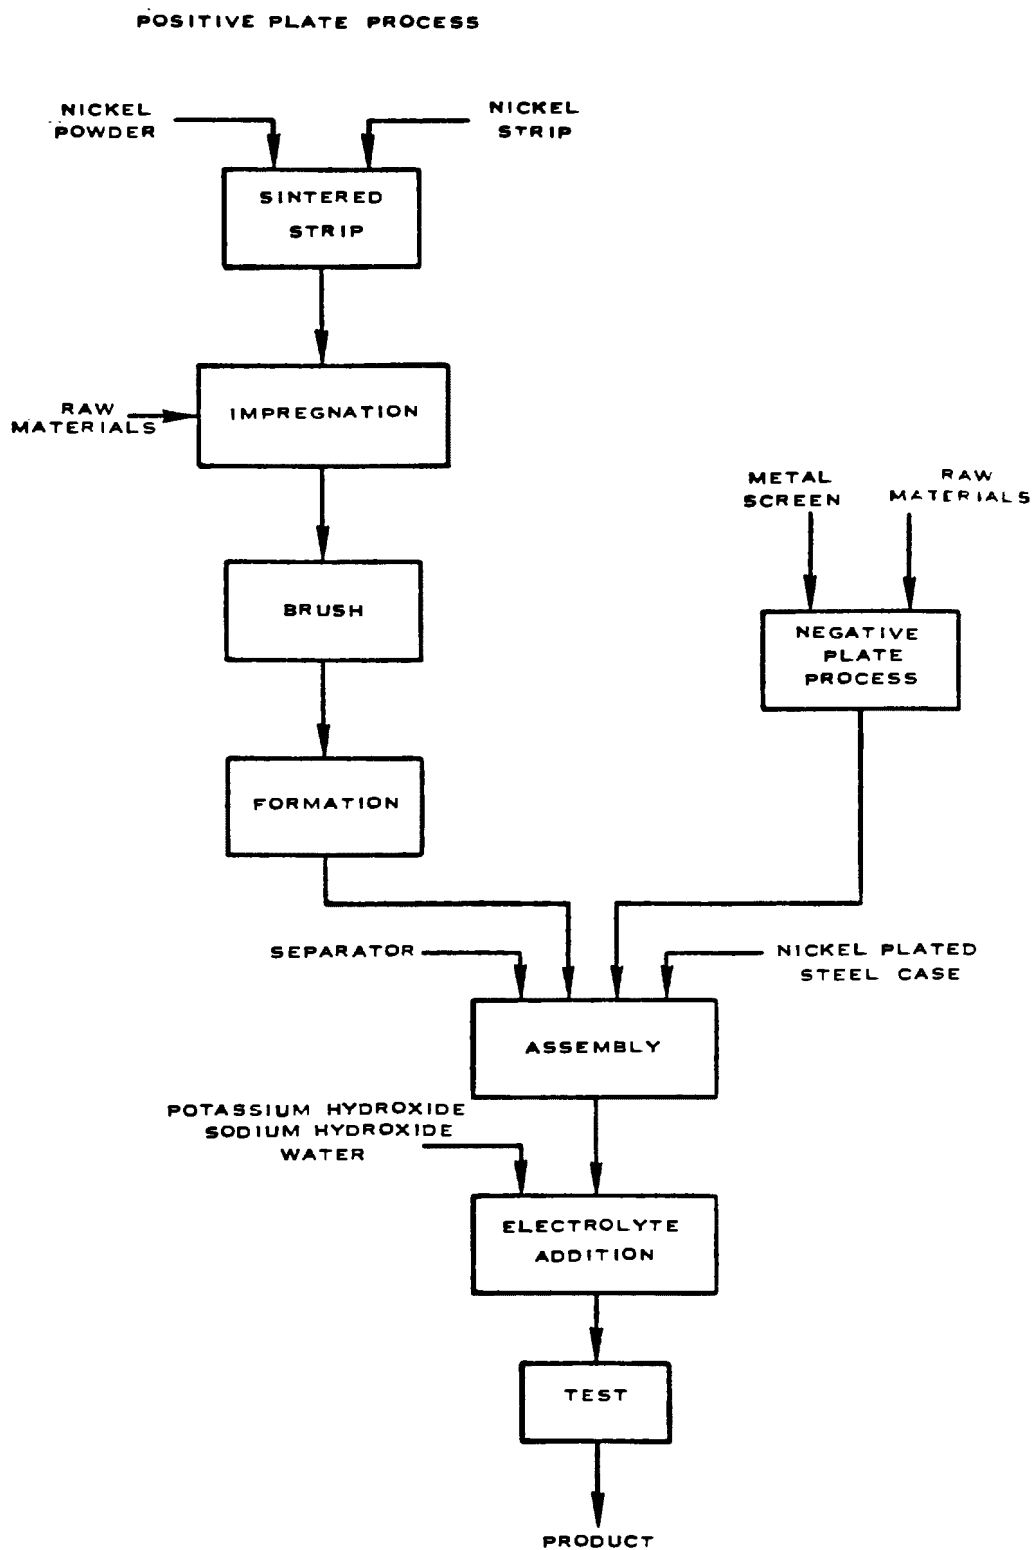 POSITIVE PLATE PROCESS
NICKEL
POWDER
NICKEL
STRIP
SINTERED
STRIP
RAW
MATERIALS
IMPREGNATION
METAL
SCREEN
RAW
MATERIALS
BRUSH
NEGATIVE
PLATE
PROCESS
FORMATION
SEPARATOR
NICKEL PLATED
STEEL CASE
ASSEMBLY
POTASSIUM HYDROXIDE
SODIUM HYDROXIDE
WATER
ELECTROLYTE
ADDITION
TEST
PRODUCT